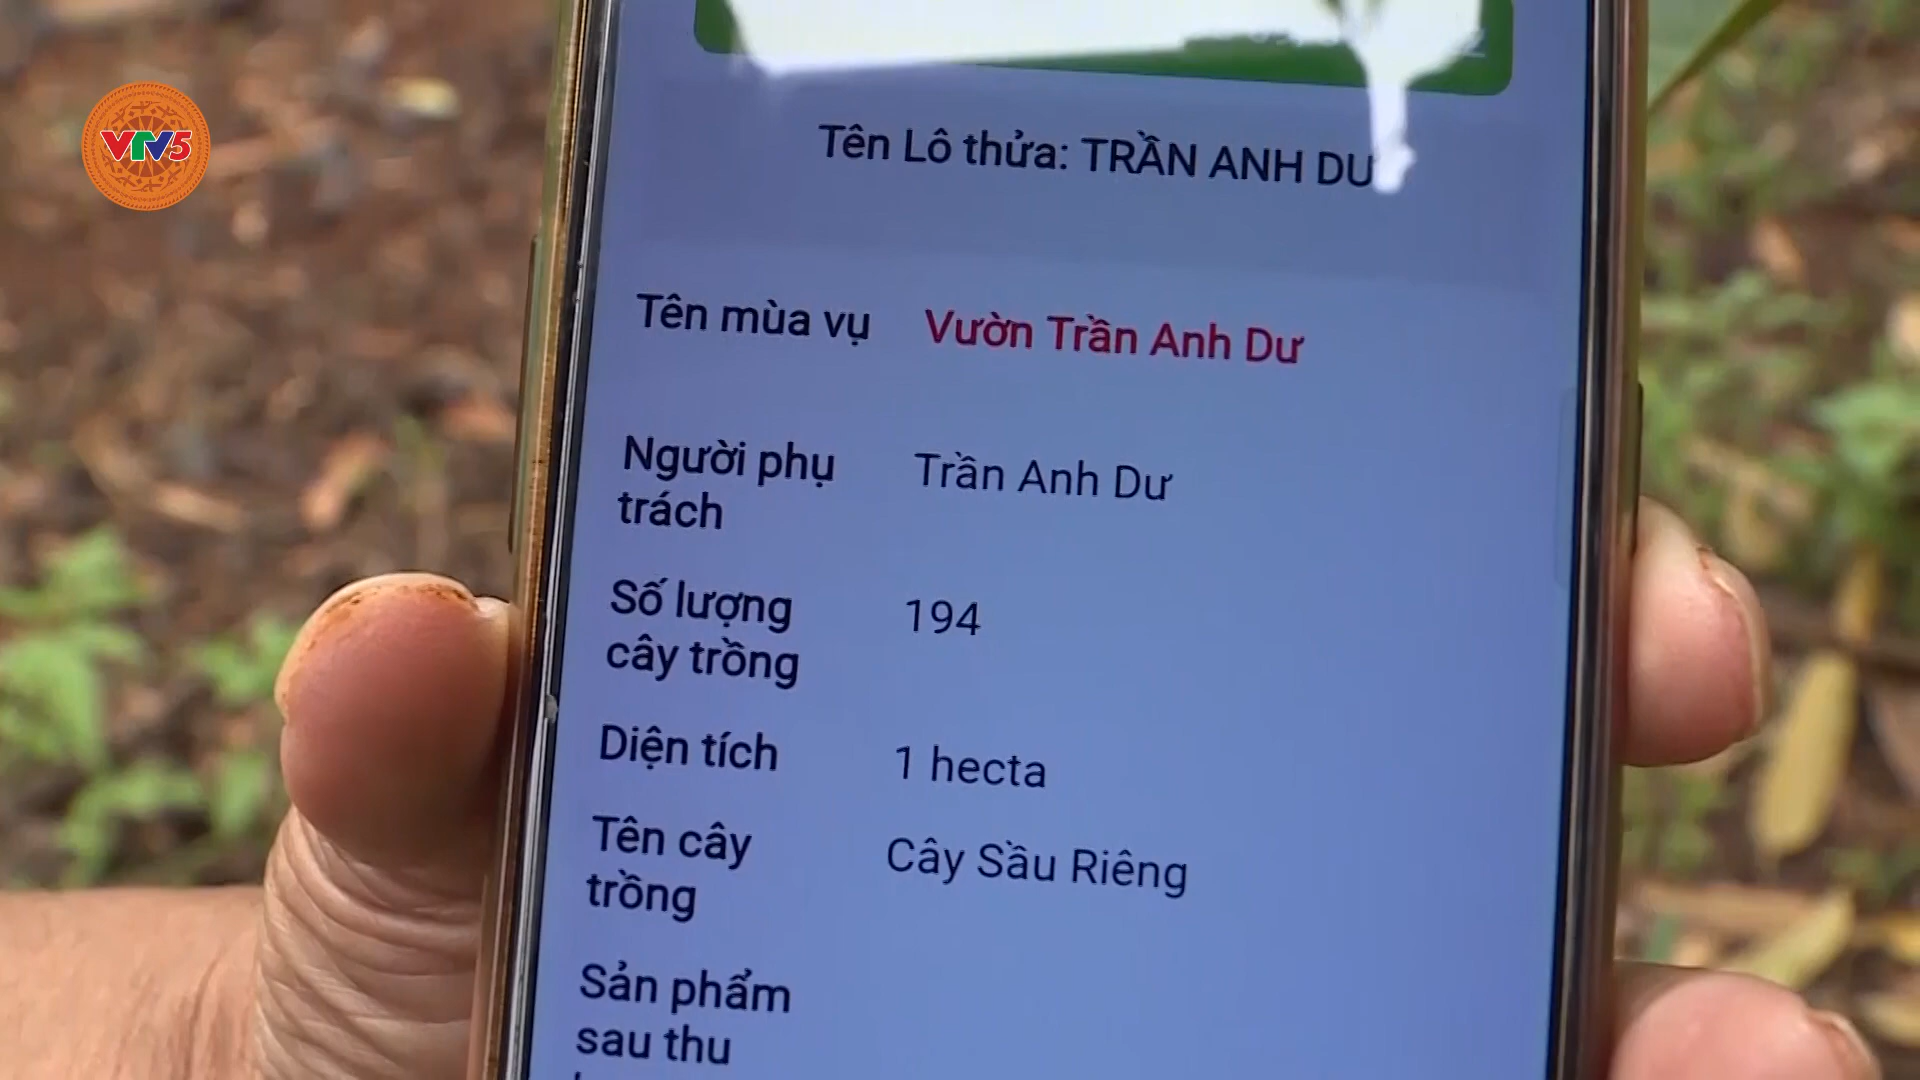 VTV5
Tên Lô thửa: TRẦN ANH DƯ
Tên mùa vụ Vườn Trần Anh Dư
Người phụ Trần Anh Dư
trách
Số lượng 194
cây trồng
Diện tích 1 hecta
Tên cây Cây Sầu Riêng
trồng
Sản phẩm
sau thu